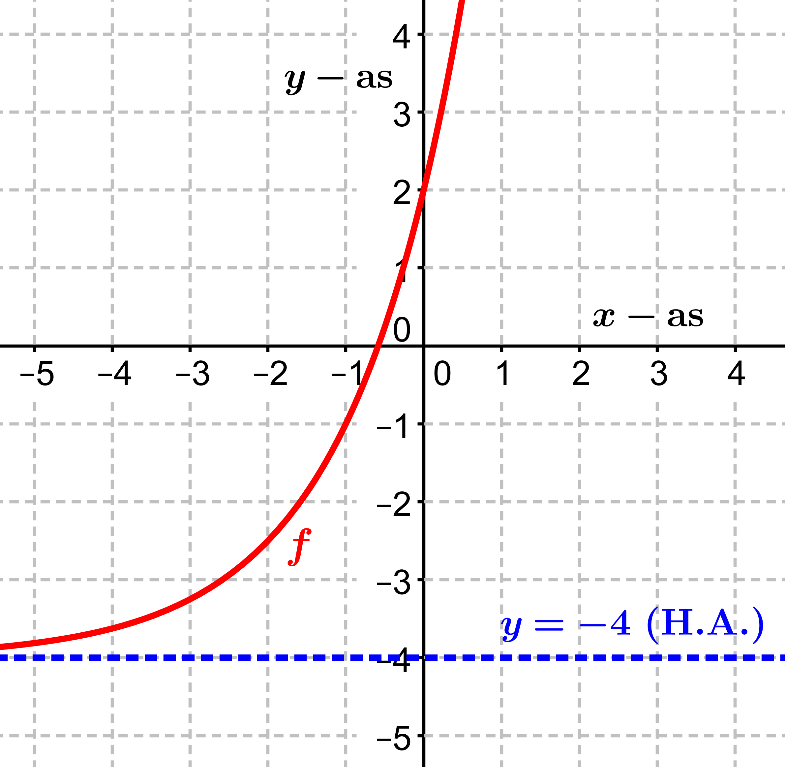 4
y – as
3
2
1
x – as
0
−5 −4 −3 −2 −1 0 1 2 3 4
−1
−2
f
−3
y = −4 (H.A.)
−4
−5